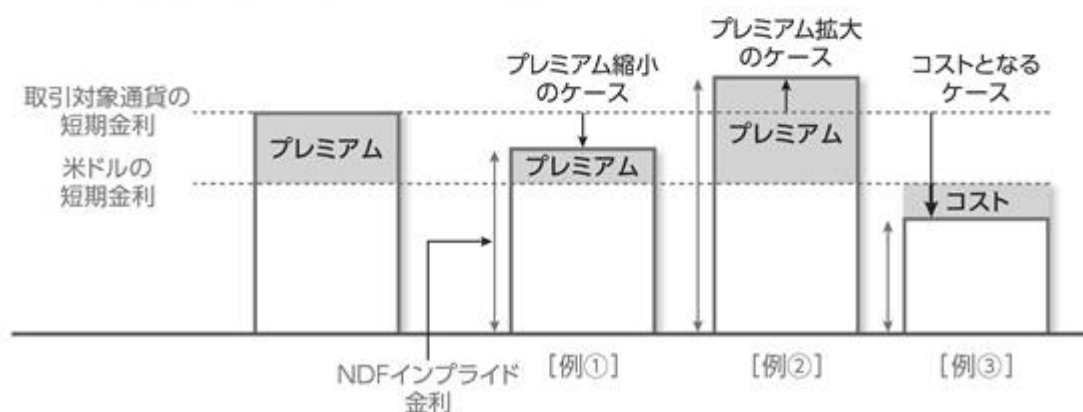 プレミアム拡大
のケース
プレミアム縮小
のケース
コストとなる
ケース
取引対象通貨の
短期金利
プレミアム
プレミアム
プレミアム
米ドルの
短期金利
コスト
NDFインプライド
金利
［例①］
［例②］
［例③］